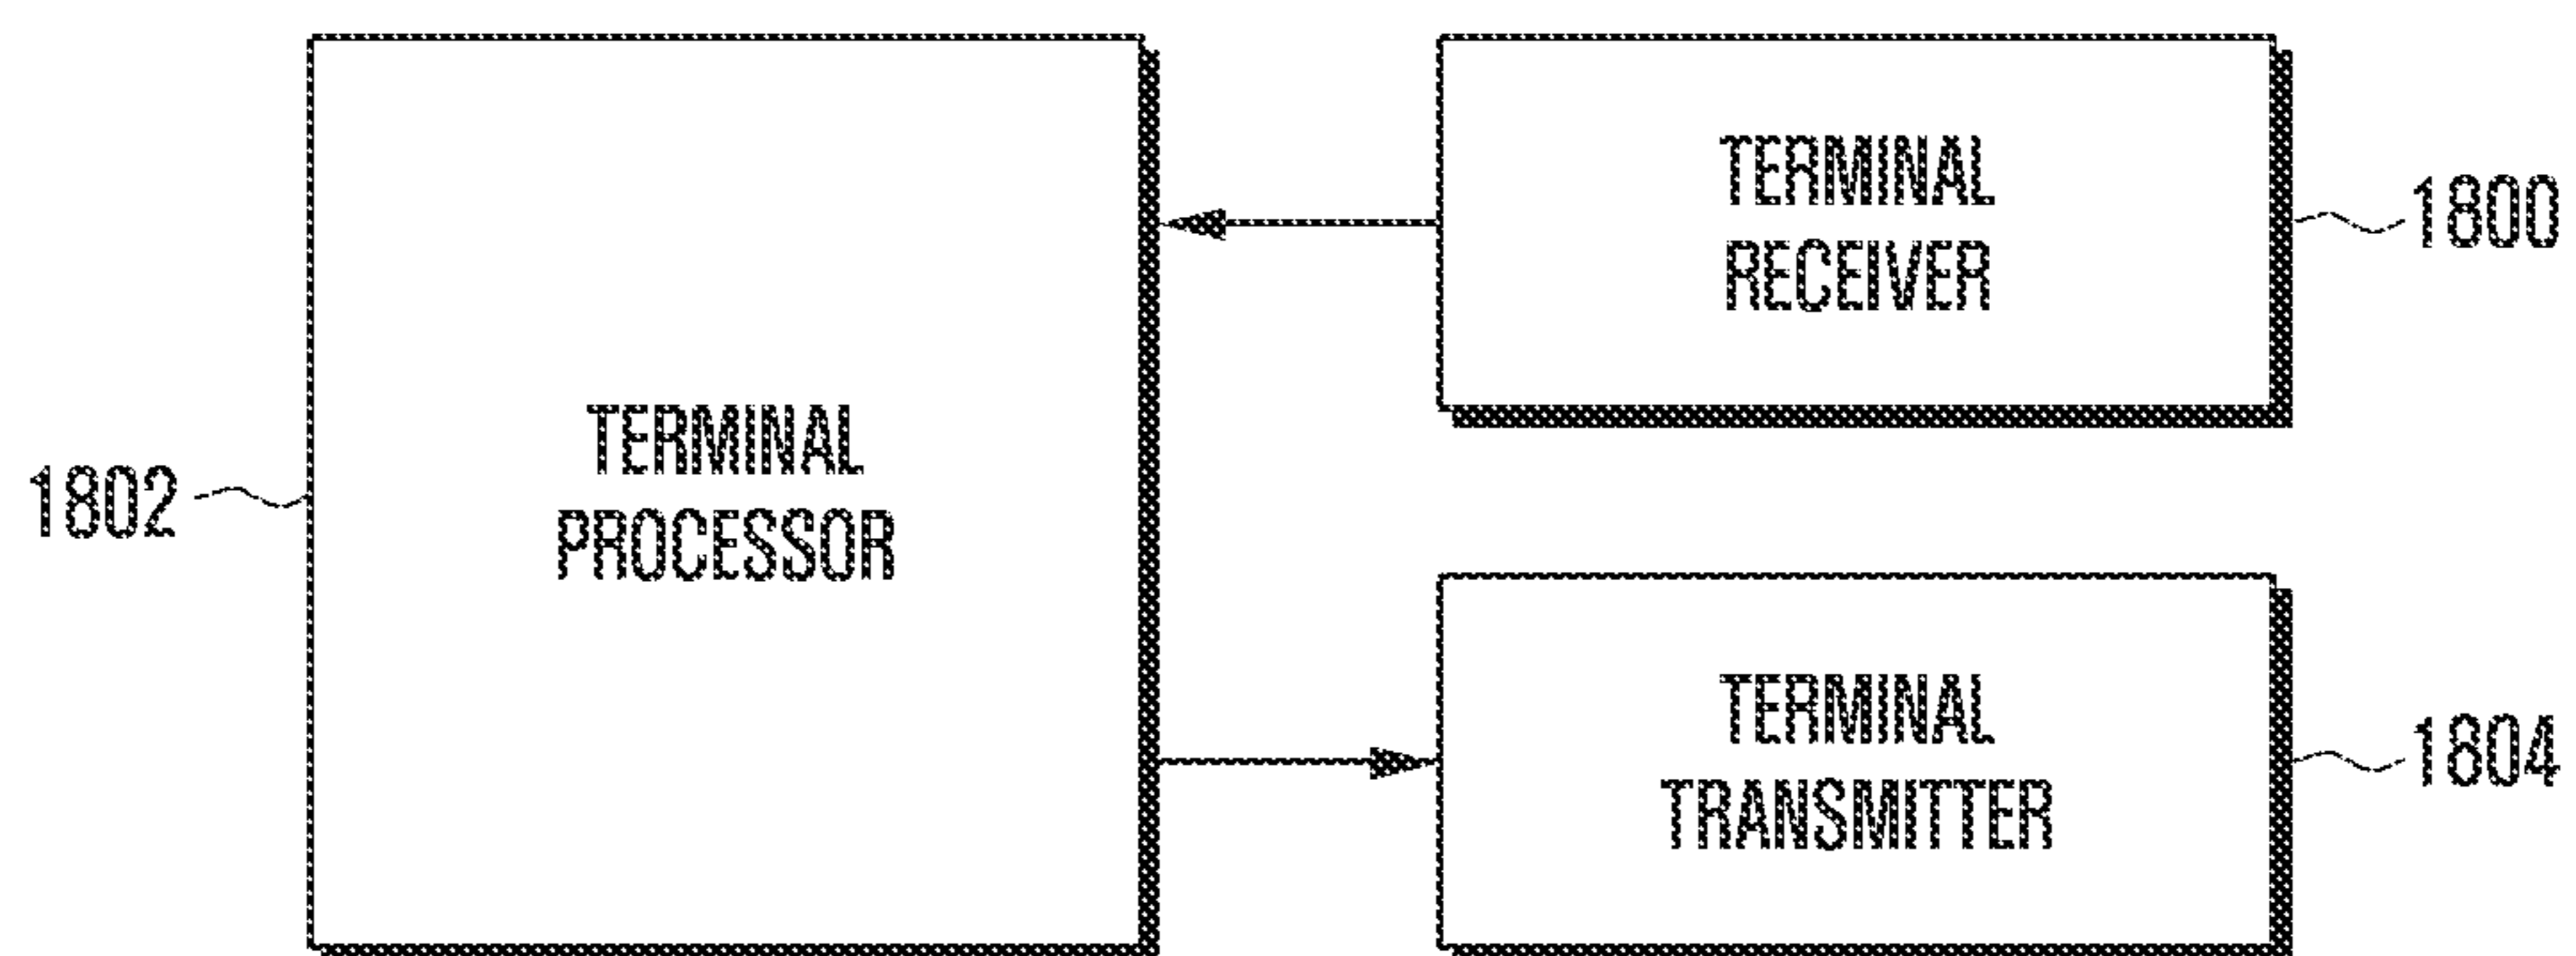 TERMINAL
RECEIVER
1800
1802
TERMINAL
PROCESSOR
TERMINAL
TRANSMITTER
1804